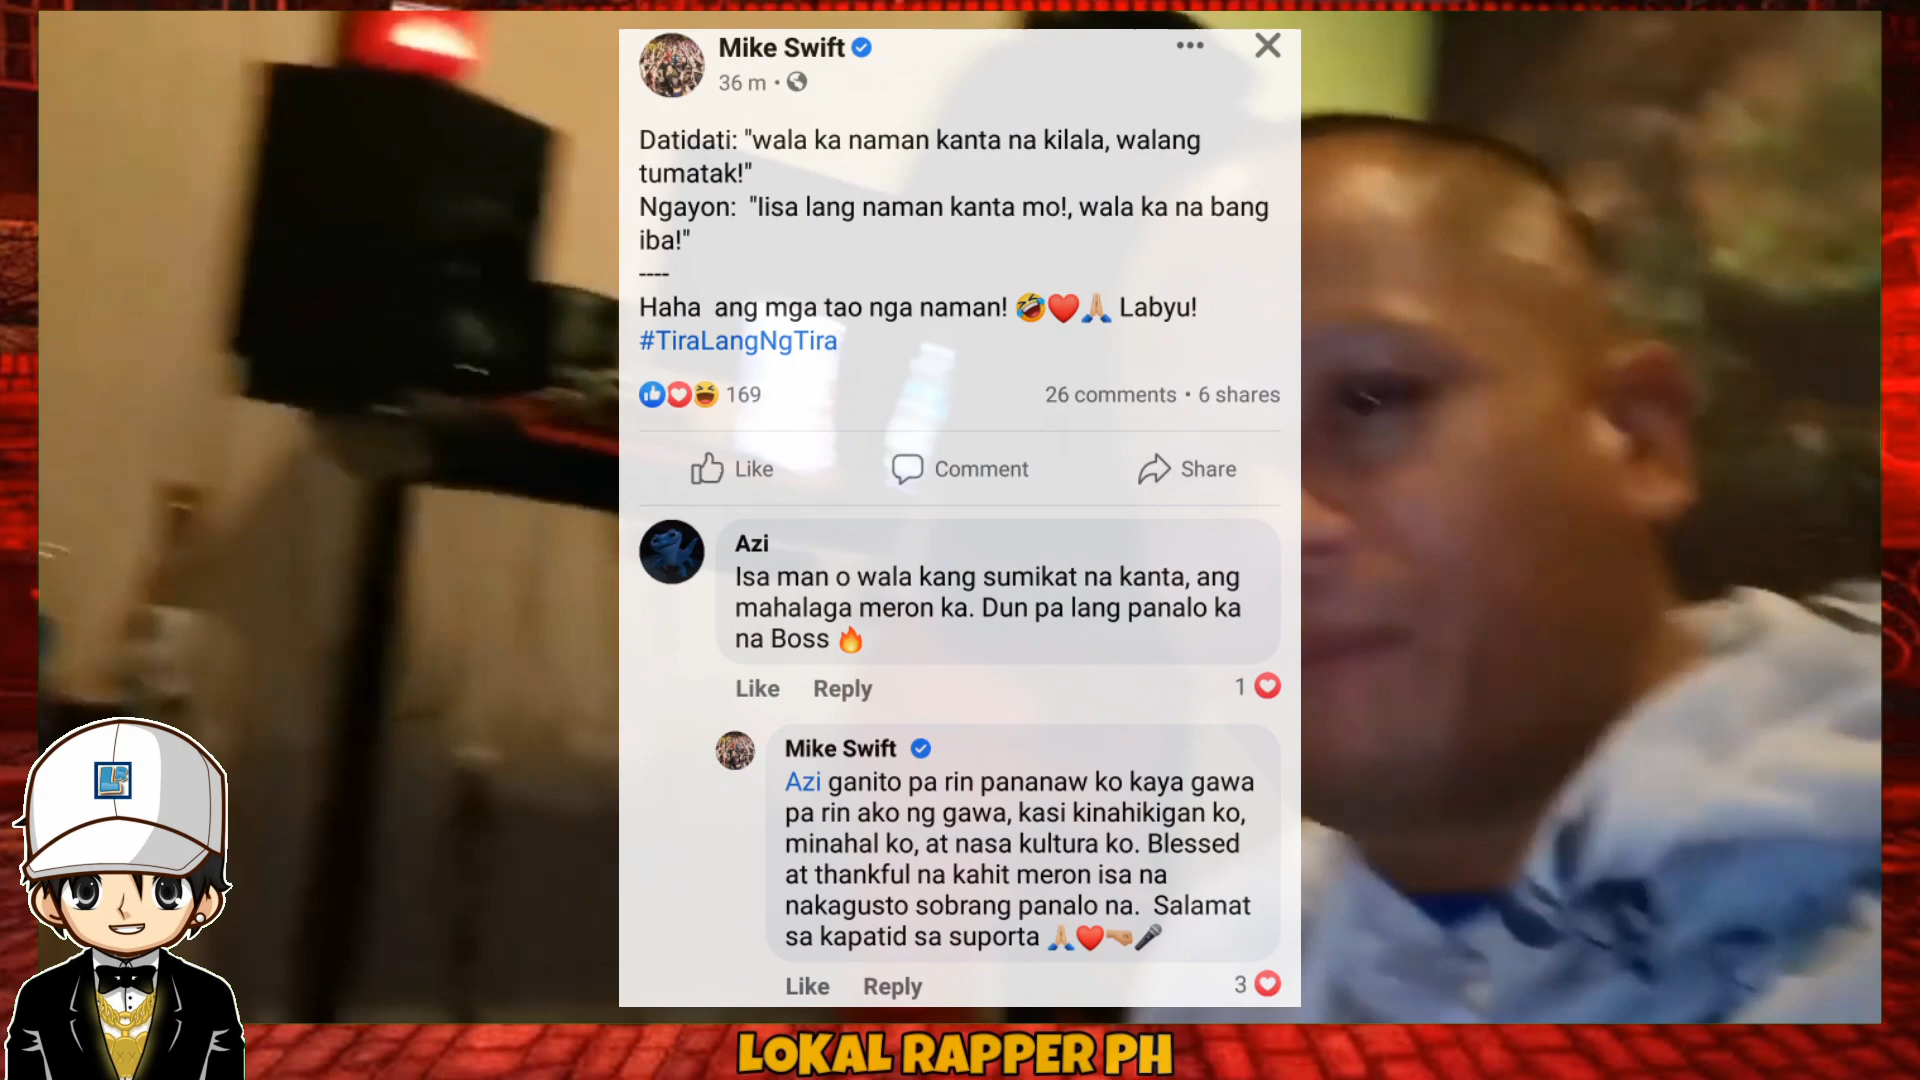 Mike Swift
36 m
Datidati: "wala ka naman kanta na kilala, walang
tumatak!"
Ngayon:  "Iisa lang naman kanta mo!, wala ka na bang
iba!"
----
Haha  ang mga tao nga naman! 🤣❤️🙏🏼 Labyu!
#TiraLangNgTira
169
26 comments • 6 shares
Like
Comment
Share
Azi
Isa man o wala kang sumikat na kanta, ang
mahalaga meron ka. Dun pa lang panalo ka
na Boss 🔥
Like Reply
1
Mike Swift
Azi ganito pa rin pananaw ko kaya gawa
pa rin ako ng gawa, kasi kinahikigan ko,
minahal ko, at nasa kultura ko. Blessed
at thankful na kahit meron isa na
nakagusto sobrang panalo na.  Salamat
sa kapatid sa suporta 🙏🏼❤️🤜🏼🎤
Like Reply
3
LR
LOKAL RAPPER PH